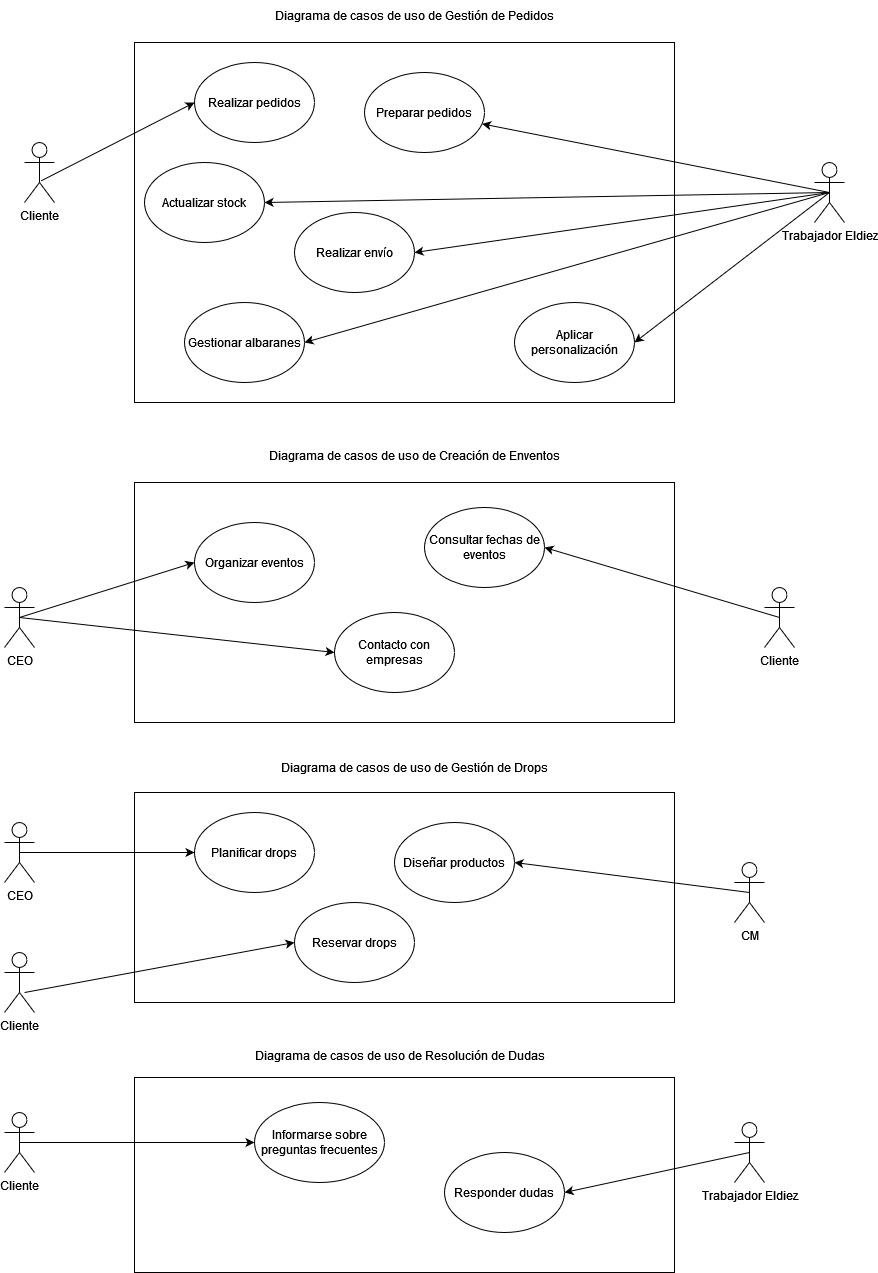 Diagrama de casos de uso de Gestión de Pedidos
Realizar pedidos
Preparar pedidos
Cliente
Actualizar stock
Trabajador Eldiez
Realizar envío
Gestionar albaranes
Aplicar
personalización
Diagrama de casos de uso de Creación de Enventos
Organizar eventos
Consultar fechas de
eventos
CEO
Contacto con
empresas
Cliente
Diagrama de casos de uso de Gestión de Drops
Planificar drops
Diseñar productos
CEO
Reservar drops
CM
Cliente
Diagrama de casos de uso de Resolución de Dudas
Informarse sobre
preguntas frecuentes
Cliente
Responder dudas
Trabajador Eldiez